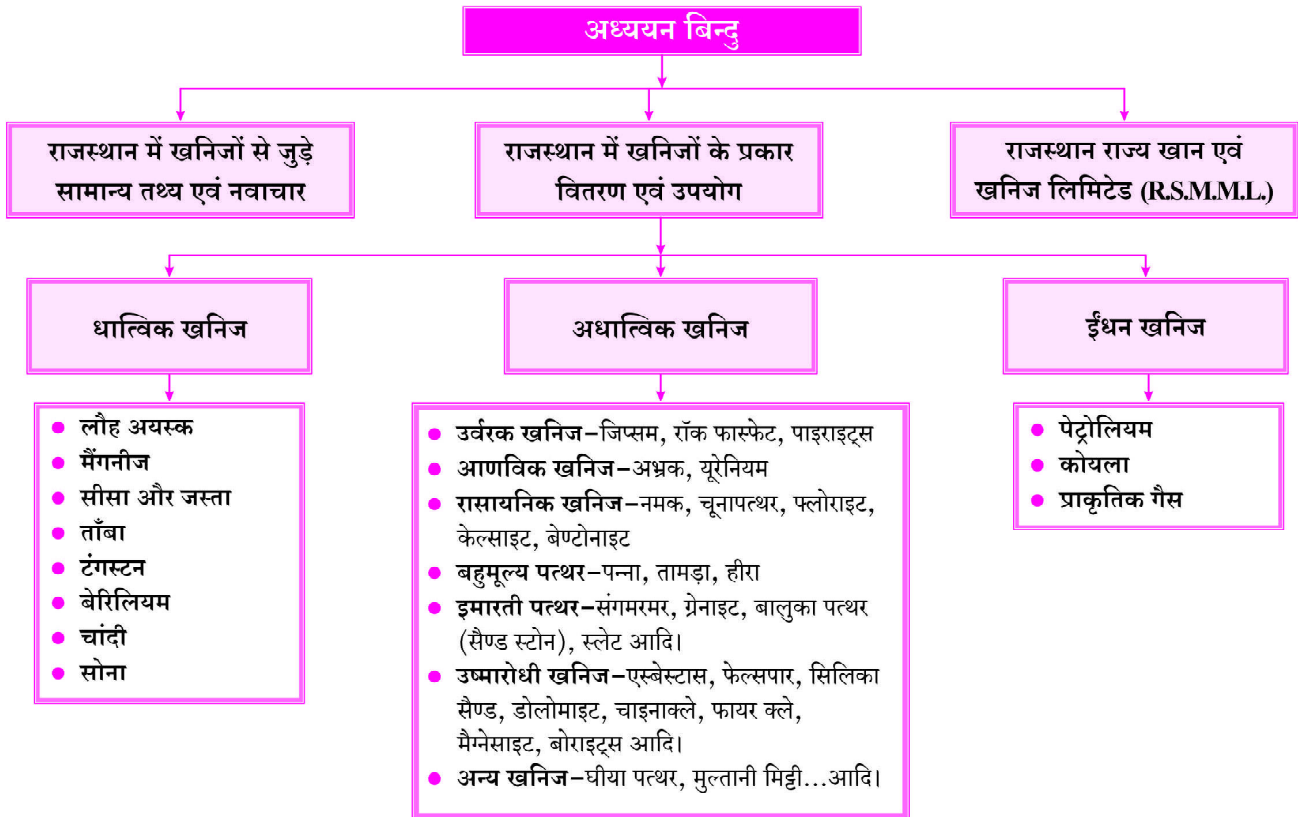 अध्ययन बिन्दु
राजस्थान में खनिजों से जुड़े
सामान्य तथ्य एवं नवाचार
राजस्थान में खनिजों के प्रकार
वितरण एवं उपयोग
राजस्थान राज्य खान एवं
खनिज लिमिटेड (R.S.M.M.L.)
धात्विक खनिज
अधात्विक खनिज
ईंधन खनिज
● लौह अयस्क
● मैंगनीज
● सीसा और जस्ता
● ताँबा
● टंगस्टन
● बेरिलियम
● चांदी
● सोना
● उर्वरक खनिज–जिप्सम, रॉक फास्फेट, पाइराइट्स
● आणविक खनिज–अभ्रक, यूरेनियम
● रासायनिक खनिज–नमक, चूनापत्थर, फ्लोराइट,
केल्साइट, बेण्टोनाइट
● बहुमूल्य पत्थर–पन्ना, तामड़ा, हीरा
● इमारती पत्थर–संगमरमर, ग्रेनाइट, बालुका पत्थर
(सैण्ड स्टोन), स्लेट आदि।
● उष्मारोधी खनिज–एस्बेस्टास, फेल्सपार, सिलिका
सैण्ड, डोलोमाइट, चाइनाक्ले, फायर क्ले,
मैग्नेसाइट, बोराइट्स आदि।
● अन्य खनिज–घीया पत्थर, मुल्तानी मिट्टी...आदि।
● पेट्रोलियम
● कोयला
● प्राकृतिक गैस